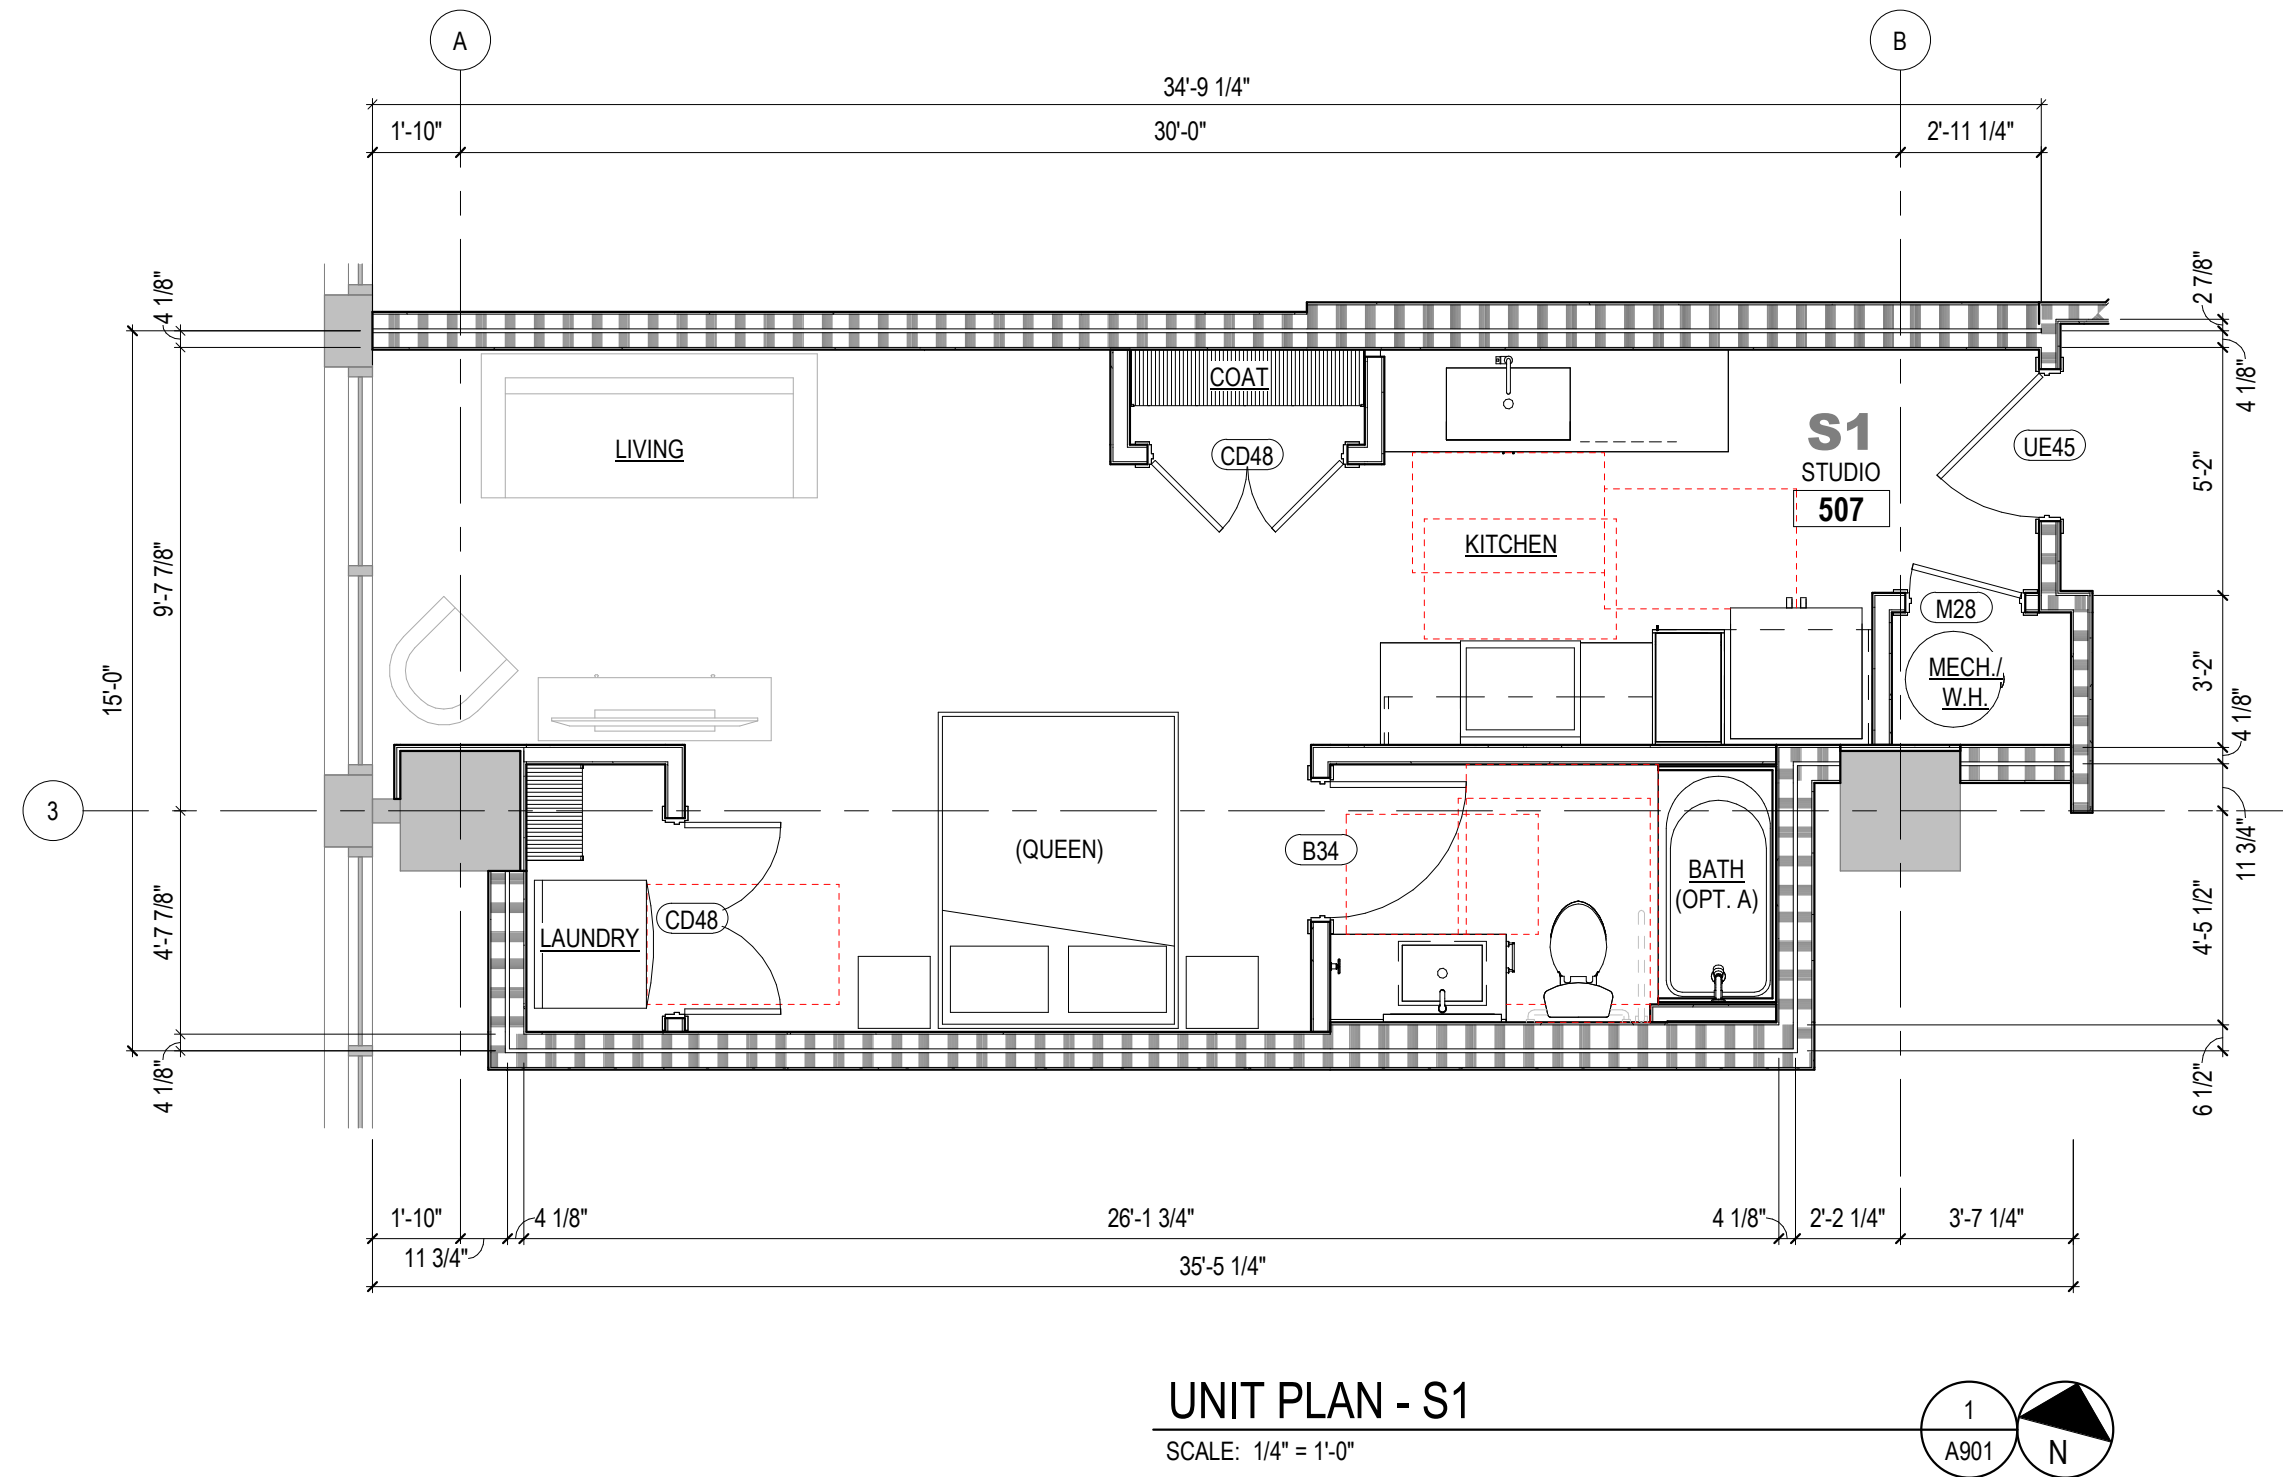 A
B
34'-9 1/4"
1'-10"
30'-0"
2'-11 1/4"
4 1/8"
2 7/8"
COAT
4 1/8"
S1
LIVING
CD48
UE45
STUDIO
5'-2"
507
KITCHEN
9'-7 7/8"
M28
15'-0"
MECH./
W.H.
3'-2"
4 1/8"
3
(QUEEN)
B34
11 3/4"
BATH
(OPT. A)
CD48
4'-7 7/8"
LAUNDRY
4'-5 1/2"
4 1/8"
6 1/2"
1'-10"
4 1/8"
26'-1 3/4"
4 1/8"
2'-2 1/4"
3'-7 1/4"
11 3/4"
35'-5 1/4"
UNIT PLAN - S1
1
SCALE: 1/4" = 1'-0"
A901
N